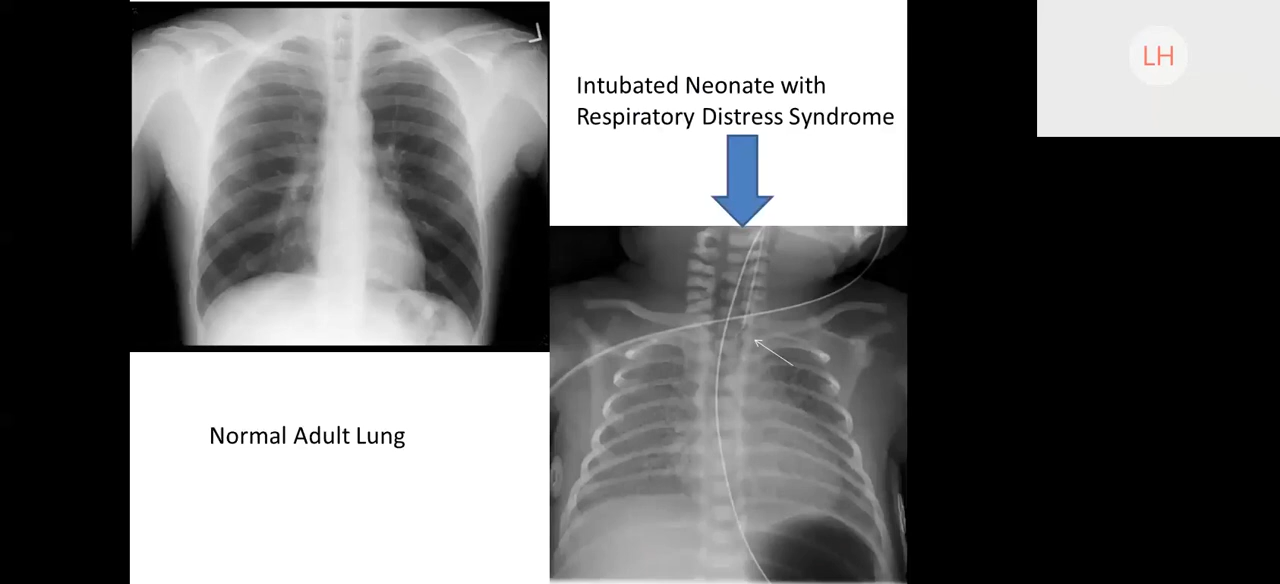 LH
Intubated Neonate with
Respiratory Distress Syndrome
Normal Adult Lung